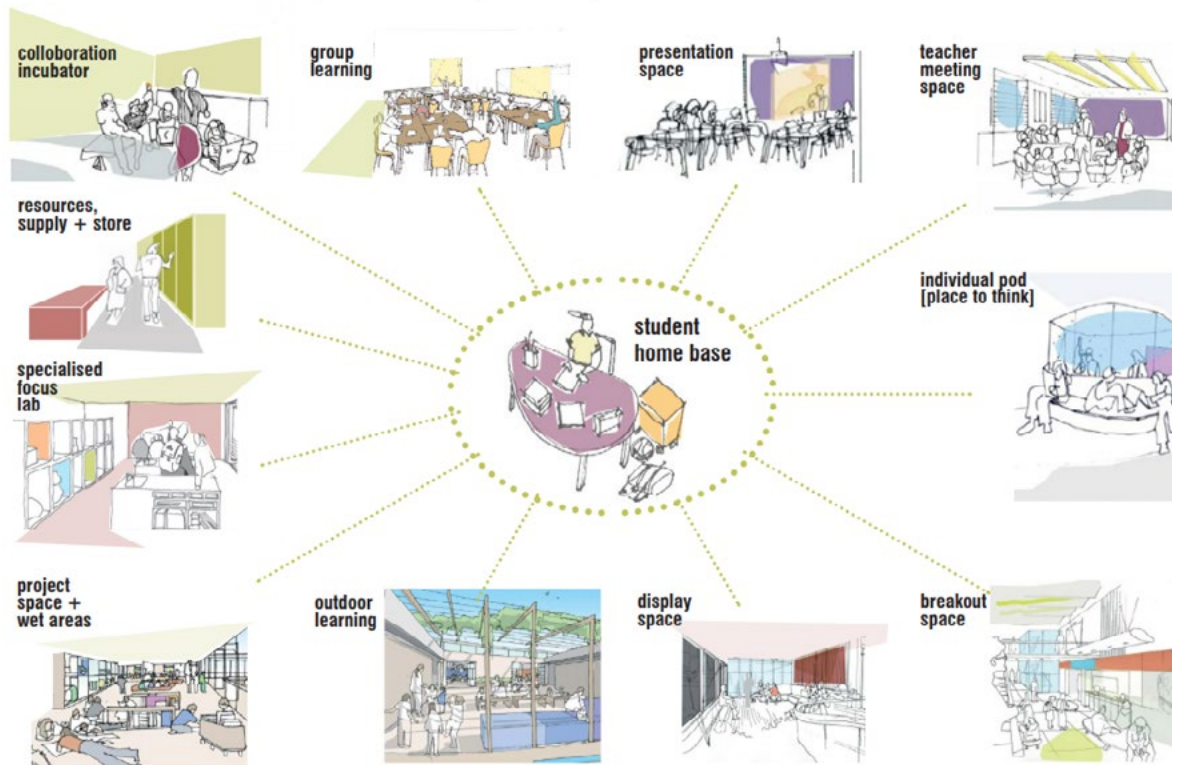 colloboration
incubator
group
learning
presentation
space
teacher
meeting
space
resources,
supply + store
individual pod
[place to think]
student
home base
specialised
focus
lab
project
space +
wet areas
outdoor
learning
display
space
breakout
space